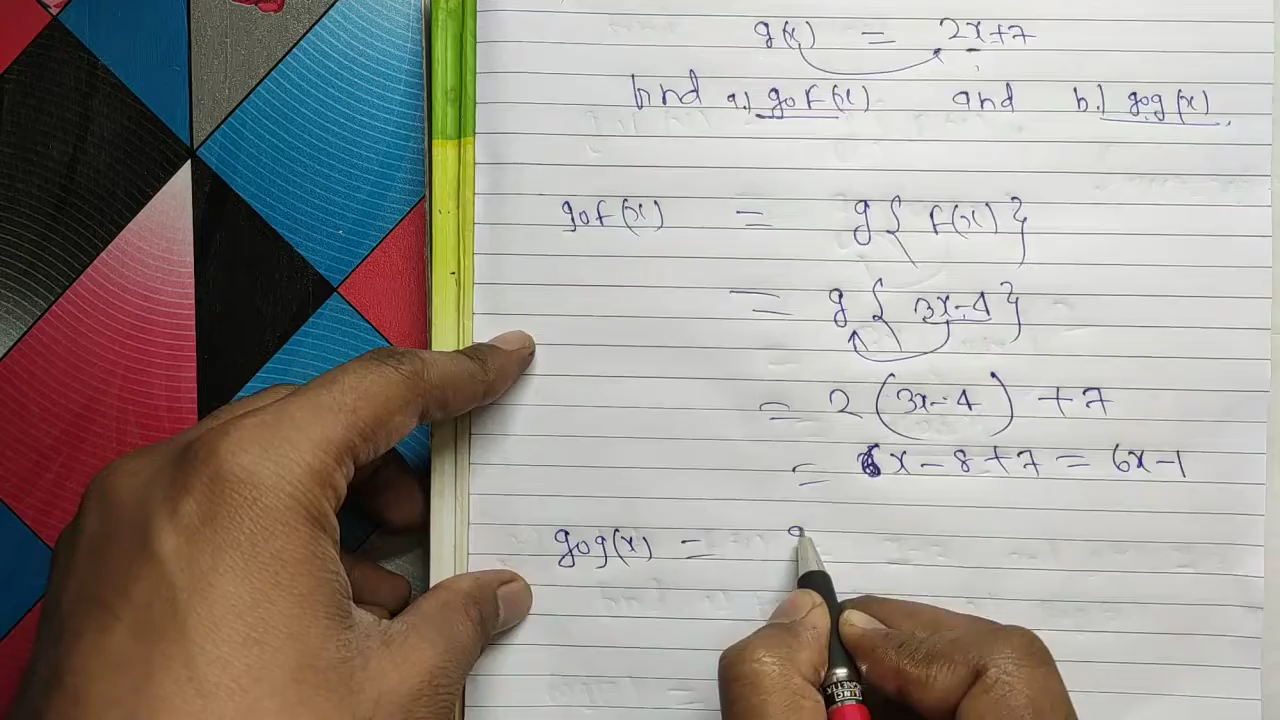 g(x) = 2x+7
find a.) gof(x) and b.) gog(x)
gof(x) = g{ f(x)}
= g{ 3x-4}
= 2(3x-4) +7
= 6x-8+7 = 6x-1
gog(x) = g
LINC